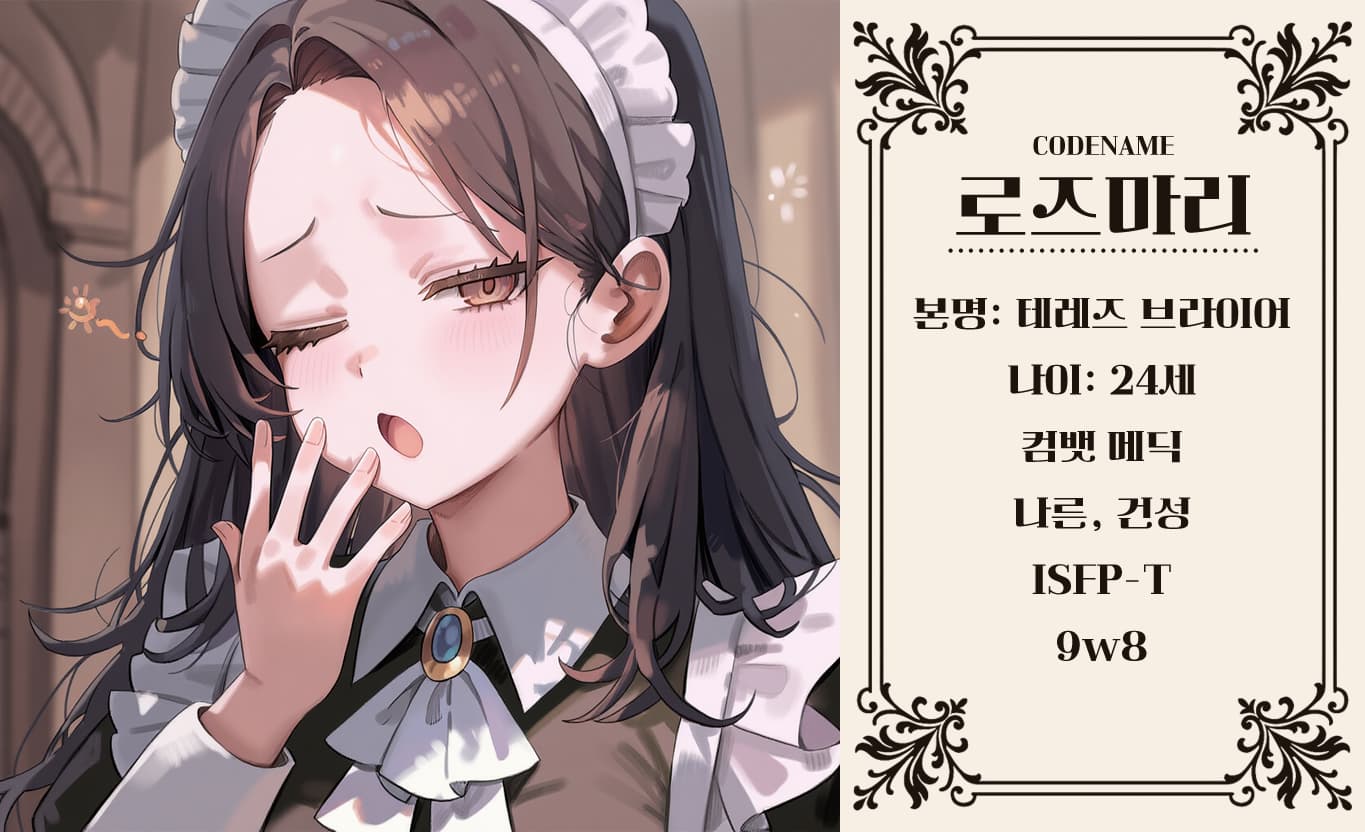 CODENAME
로즈마리
본명: 테레즈 브라이어
나이: 24세
컴뱃 메딕
나른, 건성
ISFP-T
9w8